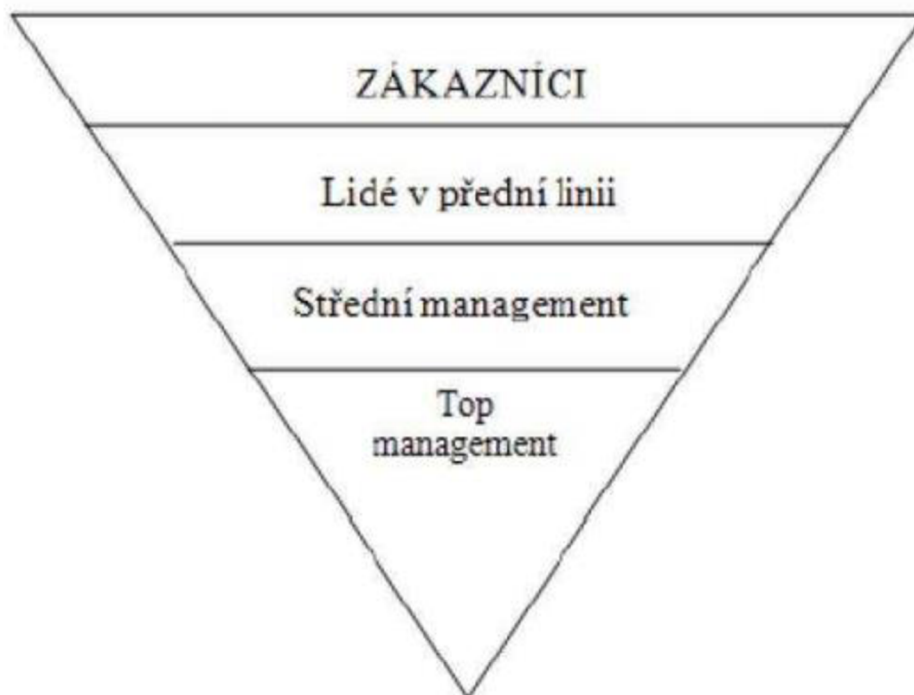 ZÁKAZNÍCI
Lidé v přední linii
Střední management
Top
management